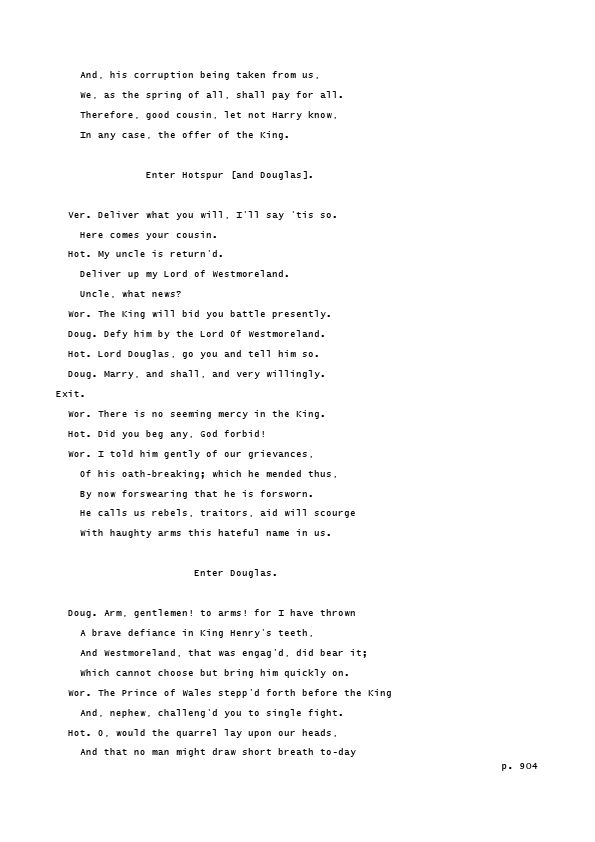 And, his corruption being taken from us,
We, as the spring of all, shall pay for all.
Therefore, good cousin, let not Harry know,
In any case, the offer of the King.
Enter Hotspur [and Douglas].
Ver. Deliver what you will, I'll say 'tis so.
Here comes your cousin.
Hot. My uncle is return'd.
Deliver up my Lord of Westmoreland.
Uncle, what news?
Wor. The King will bid you battle presently.
Doug. Defy him by the Lord Of Westmoreland.
Hot. Lord Douglas, go you and tell him so.
Doug. Marry, and shall, and very willingly.
Exit.
Wor. There is no seeming mercy in the King.
Hot. Did you beg any, God forbid!
Wor. I told him gently of our grievances,
Of his oath-breaking; which he mended thus,
By now forswearing that he is forsworn.
He calls us rebels, traitors, aid will scourge
With haughty arms this hateful name in us.
Enter Douglas.
Doug. Arm, gentlemen! to arms! for I have thrown
A brave defiance in King Henry's teeth,
And Westmoreland, that was engag'd, did bear it;
Which cannot choose but bring him quickly on.
Wor. The Prince of Wales stepp'd forth before the King
And, nephew, challeng'd you to single fight.
Hot. O, would the quarrel lay upon our heads,
And that no man might draw short breath to-day
p. 904